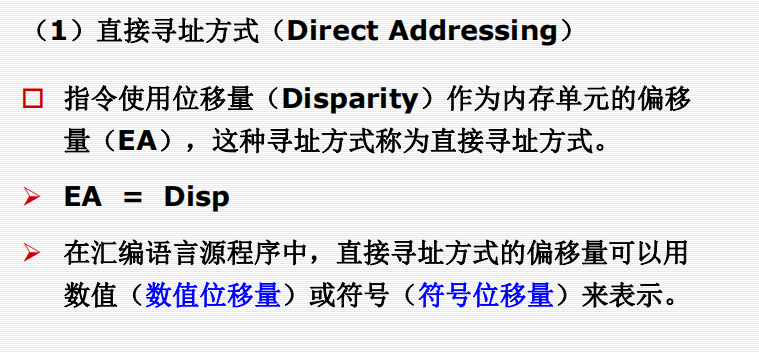 （1）直接寻址方式（Direct Addressing）
指令使用位移量（Disparity）作为内存单元的偏移
量（EA），这种寻址方式称为直接寻址方式。
EA = Disp
在汇编语言源程序中，直接寻址方式的偏移量可以用
数值（数值位移量）或符号（符号位移量）来表示。